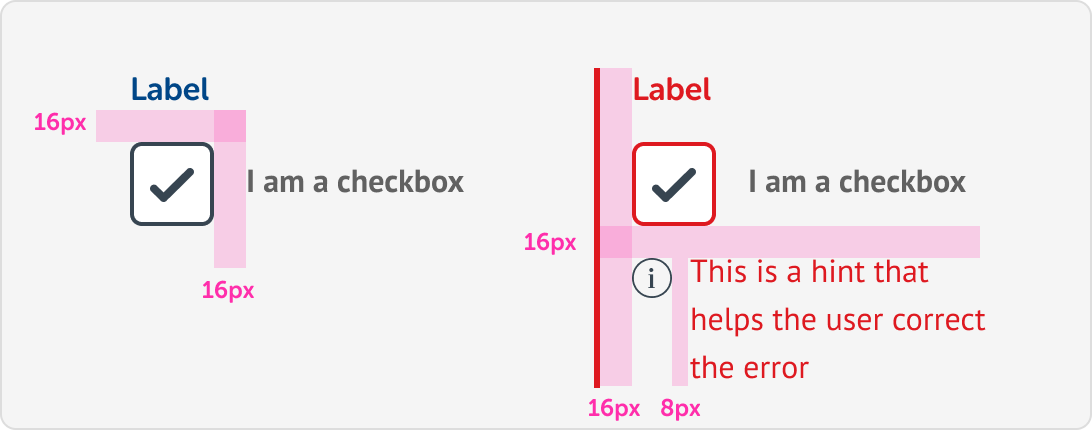 Label
16px
I am a checkbox
16px
Label
I am a checkbox
16px
i
This is a hint that
helps the user correct
the error
16px
8px